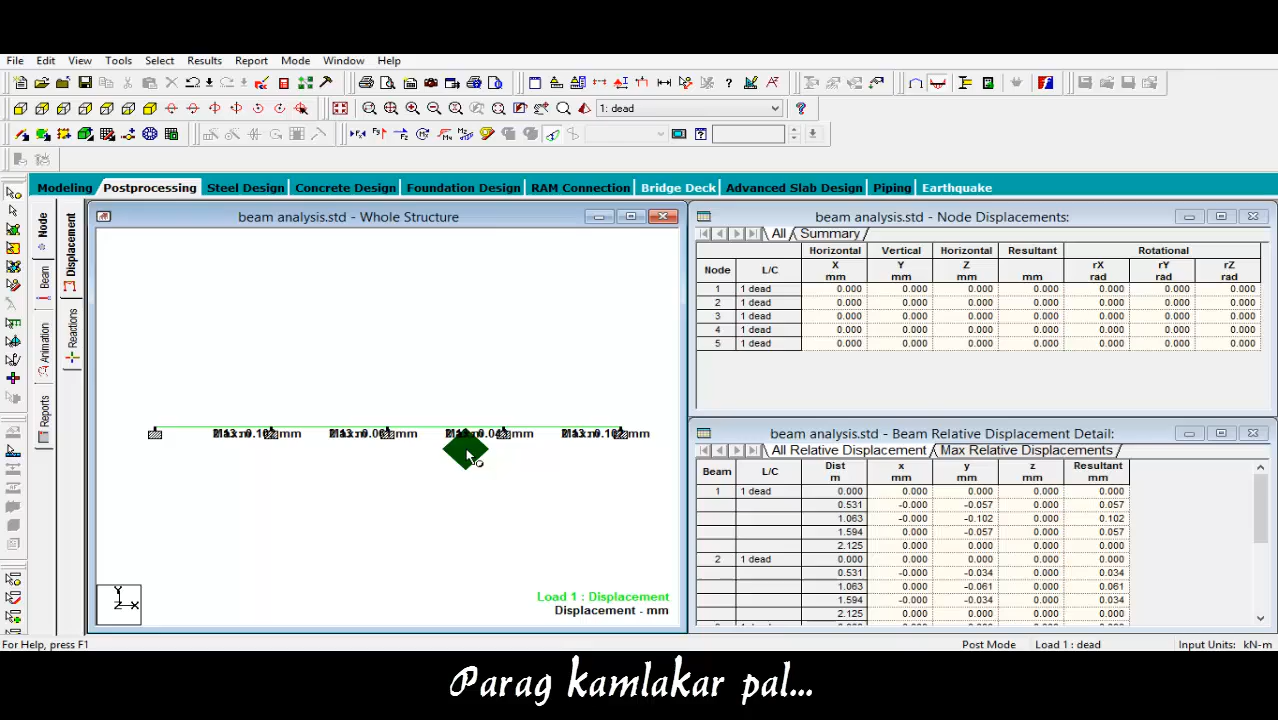 File Edit View Tools Select Results Report Mode Window Help
1: dead
Modeling Postprocessing Steel Design Concrete Design Foundation Design RAM Connection Bridge Deck Advanced Slab Design Piping Earthquake
Node
Beam
Animation
Reports
Displacement
Reactions
beam analysis.std - Whole Structure
Load 1 : Displacement
Displacement - mm
Y
Z X
beam analysis.std - Node Displacements:
All Summary
Horizontal Vertical Horizontal Resultant Rotational
Node L/C X mm Y mm Z mm mm rX rad rY rad rZ rad
1 1 dead 0.000 0.000 0.000 0.000 0.000 0.000 0.000
2 1 dead 0.000 0.000 0.000 0.000 0.000 0.000 0.000
3 1 dead 0.000 0.000 0.000 0.000 0.000 0.000 0.000
4 1 dead 0.000 0.000 0.000 0.000 0.000 0.000 0.000
5 1 dead 0.000 0.000 0.000 0.000 0.000 0.000 0.000
beam analysis.std - Beam Relative Displacement Detail:
All Relative Displacement Max Relative Displacements
Beam L/C Dist m x mm y mm z mm Resultant mm
1 1 dead 0.000 0.000 0.000 0.000 0.000
0.531 -0.000 -0.057 0.000 0.057
1.063 -0.000 -0.102 0.000 0.102
1.594 -0.000 -0.057 0.000 0.057
2.125 0.000 0.000 0.000 0.000
2 1 dead 0.000 0.000 0.000 0.000 0.000
0.531 -0.000 -0.034 0.000 0.034
1.063 -0.000 -0.061 0.000 0.061
1.594 -0.000 -0.034 0.000 0.034
2.125 0.000 0.000 0.000 0.000
For Help, press F1
Post Mode Load 1 : dead Input Units: kN-m
Parag kamlakar pal...